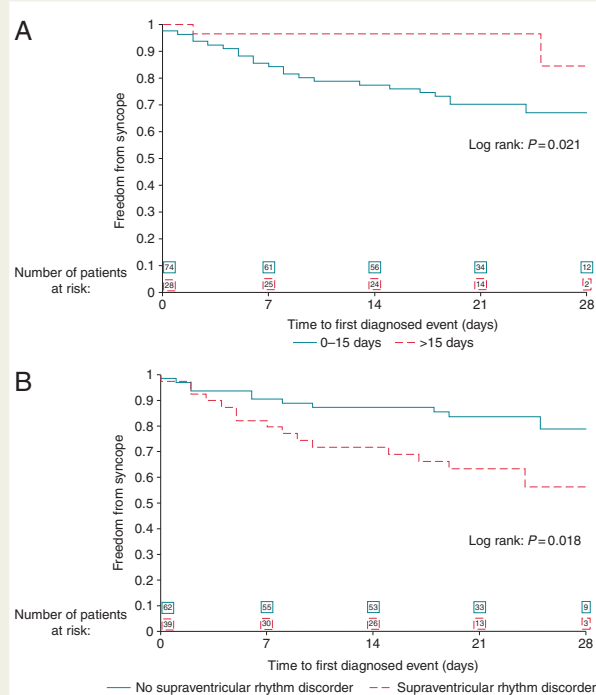 A
1
0.9
0.8
0.7
0.6
0.5
0.4
0.3
0.2
0.1
0
Freedom from syncope
Log rank: P=0.021
Number of patients at risk:
74 61 56 34 12
28 25 24 14 2
0 7 14 21 28
Time to first diagnosed event (days)
0–15 days >15 days
B
1
0.9
0.8
0.7
0.6
0.5
0.4
0.3
0.2
0.1
0
Freedom from syncope
Log rank: P=0.018
Number of patients at risk:
62 55 53 33 9
39 30 26 13 3
0 7 14 21 28
Time to first diagnosed event (days)
No supraventricular rhythm disorder Supraventricular rhythm disorder